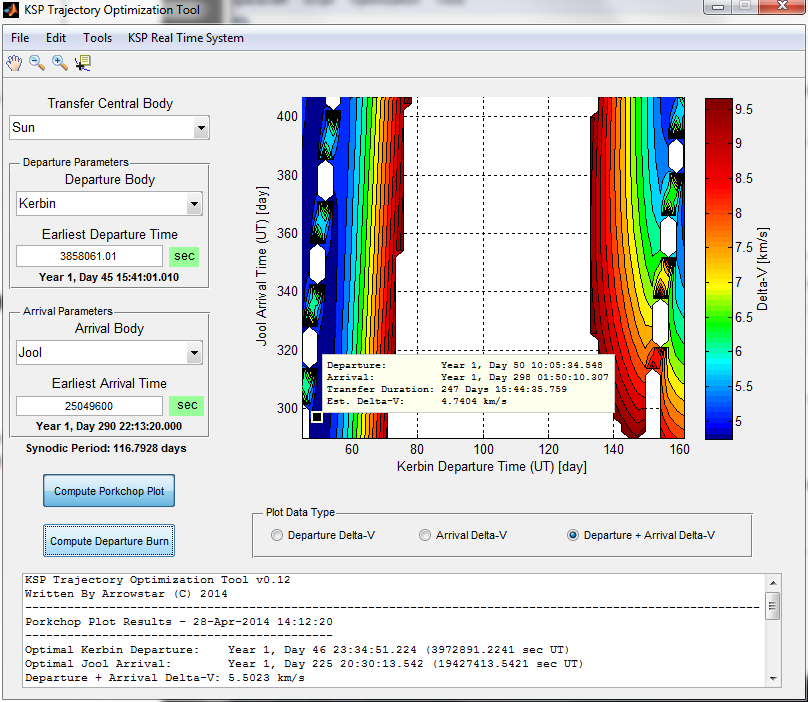 KSP Trajectory Optimization Tool
File Edit Tools KSP Real Time System
Transfer Central Body
Sun
Departure Parameters
Departure Body
Kerbin
Earliest Departure Time
3858061.01 sec
Year 1, Day 45 15:41:01.010
Arrival Parameters
Arrival Body
Jool
Earliest Arrival Time
25049600 sec
Year 1, Day 290 22:13:20.000
Synodic Period: 116.7928 days
Compute Porkchop Plot
Compute Departure Burn
Jool Arrival Time (UT) [day]
400
380
360
340
320
300
60 80 100 120 140 160
Kerbin Departure Time (UT) [day]
Departure: Year 1, Day 50 10:05:34.548
Arrival: Year 1, Day 298 01:50:10.307
Transfer Duration: 247 Days 15:44:35.759
Est. Delta-V: 4.7404 km/s
9.5
9
8.5
8
7.5
7
6.5
6
5.5
5
Delta-V [km/s]
Plot Data Type
Departure Delta-V Arrival Delta-V Departure + Arrival Delta-V
KSP Trajectory Optimization Tool v0.12
Written By Arrowstar (C) 2014
Porkchop Plot Results - 28-Apr-2014 14:12:20
Optimal Kerbin Departure: Year 1, Day 46 23:34:51.224 (3972891.2241 sec UT)
Optimal Jool Arrival: Year 1, Day 225 20:30:13.542 (19427413.5421 sec UT)
Departure + Arrival Delta-V: 5.5023 km/s